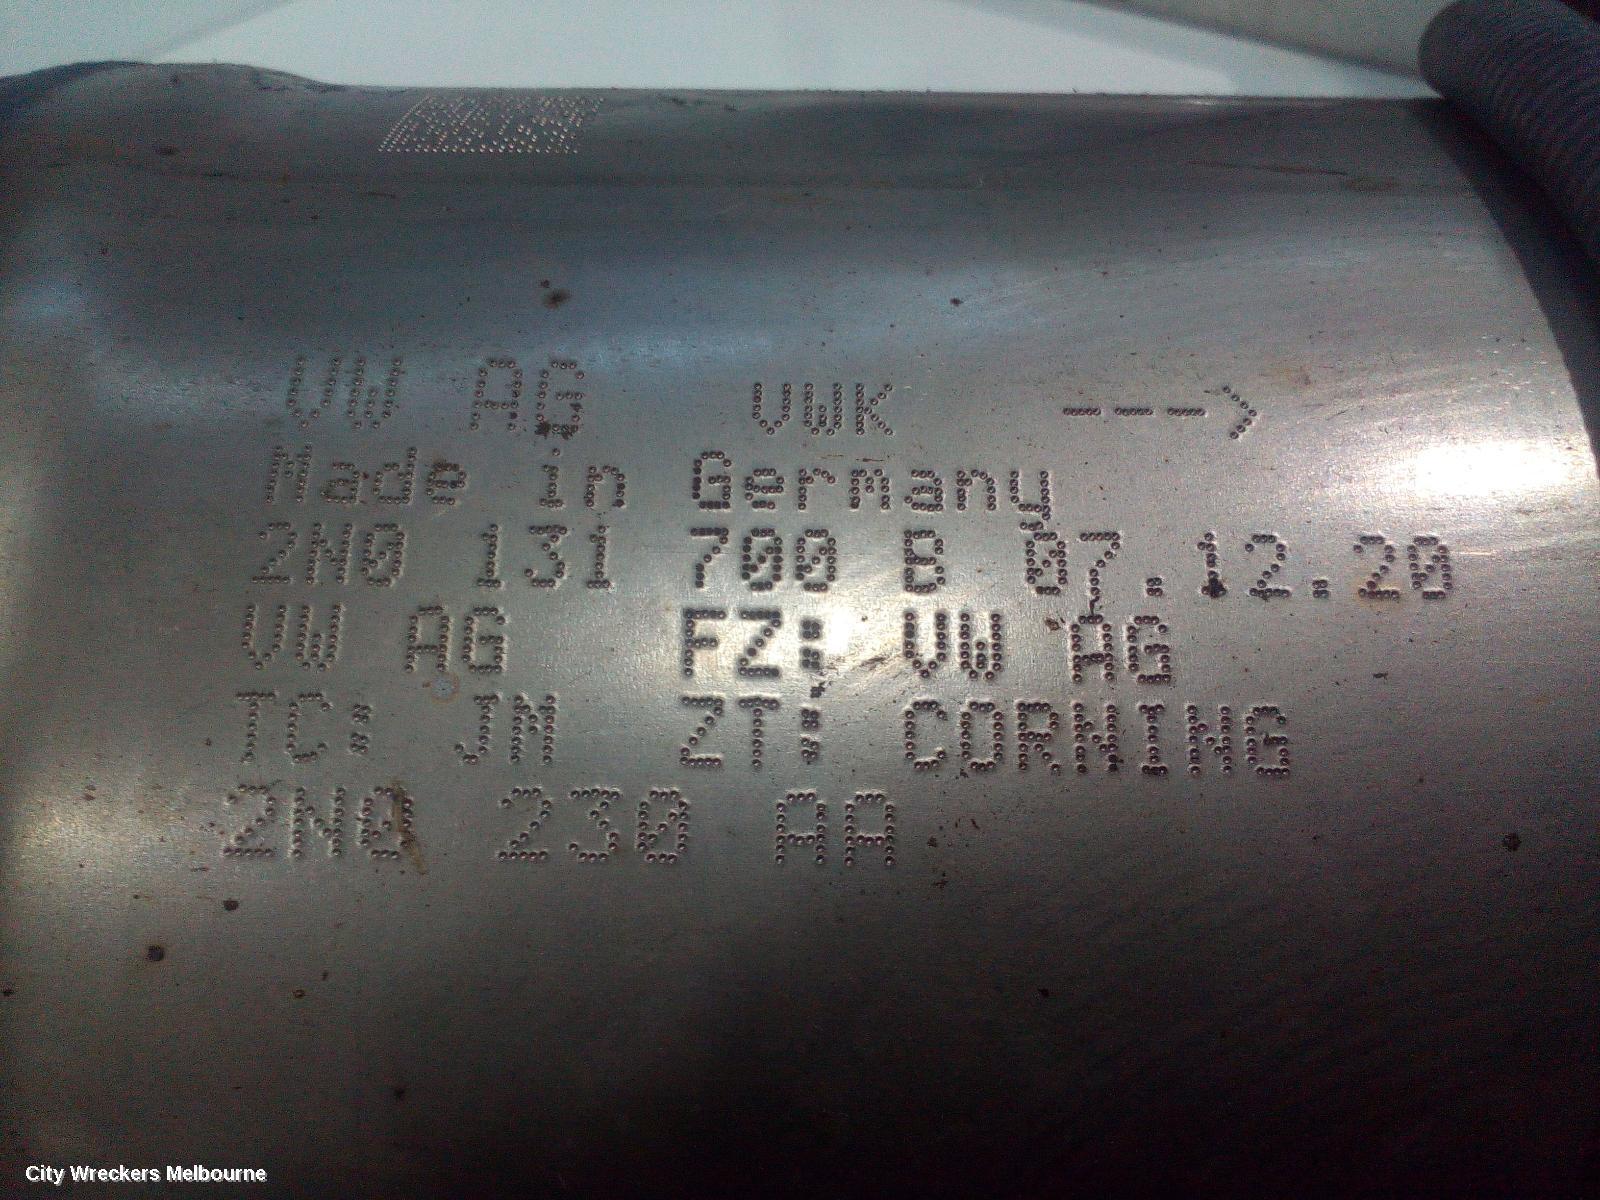 VW AG VWK --->
Made in Germany
2N0 131 700 B 07.12.20
VW AG FZ: VW AG
TC: JM ZT: CORNING
2N0 230 AA
City Wreckers Melbourne